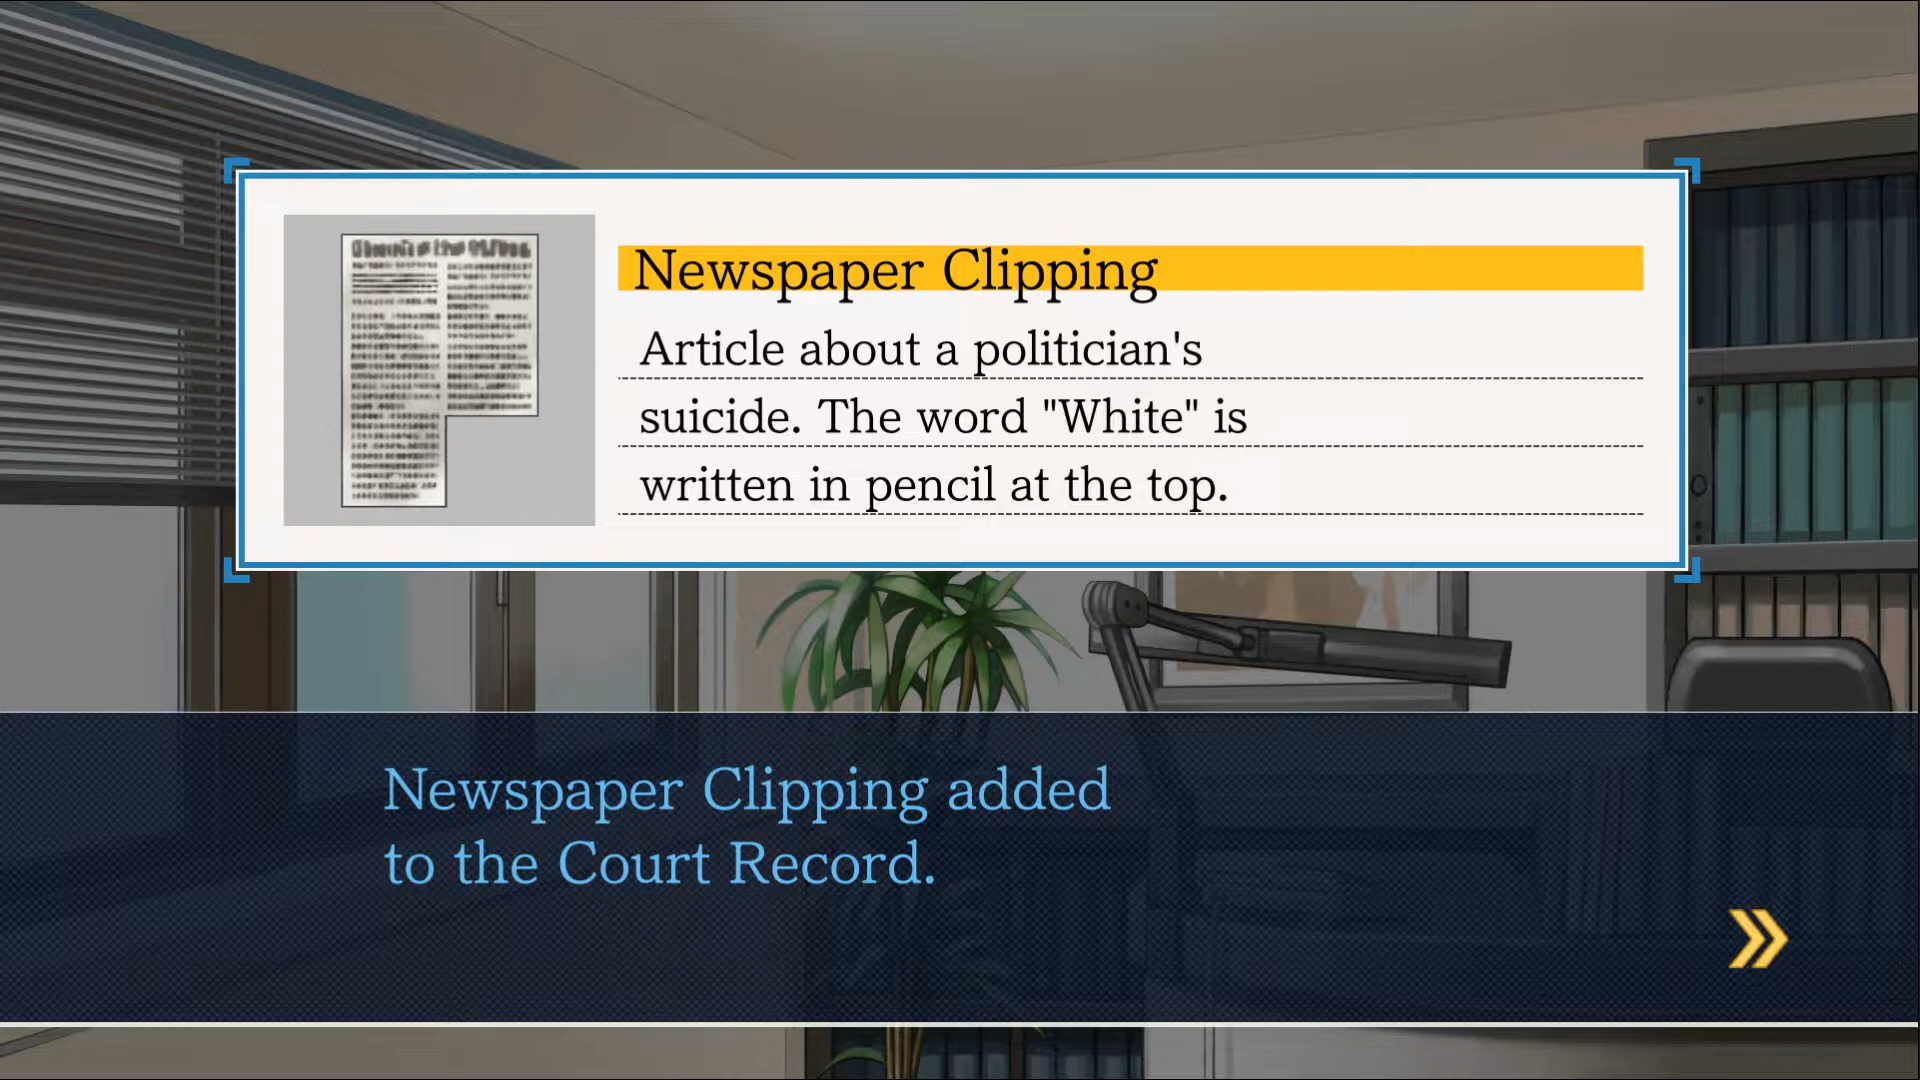 Newspaper Clipping
Article about a politician's
suicide. The word "White" is
written in pencil at the top.
Newspaper Clipping added
to the Court Record.